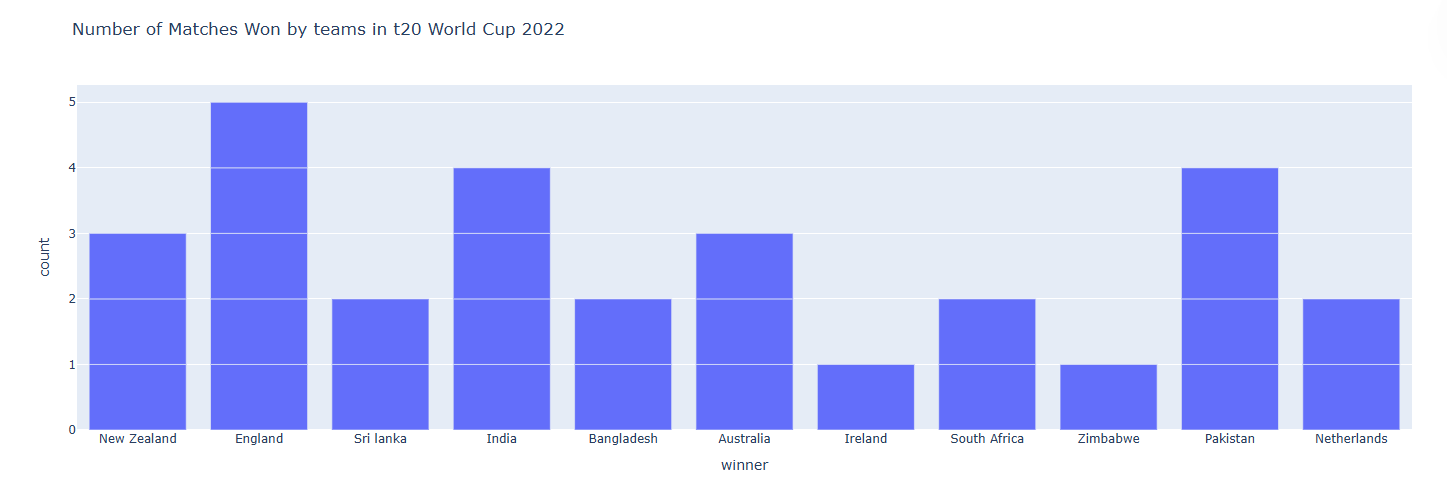 Number of Matches Won by teams in t20 World Cup 2022
count
5
4
3
2
1
0
New Zealand England Sri lanka India Bangladesh Australia Ireland South Africa Zimbabwe Pakistan Netherlands
winner